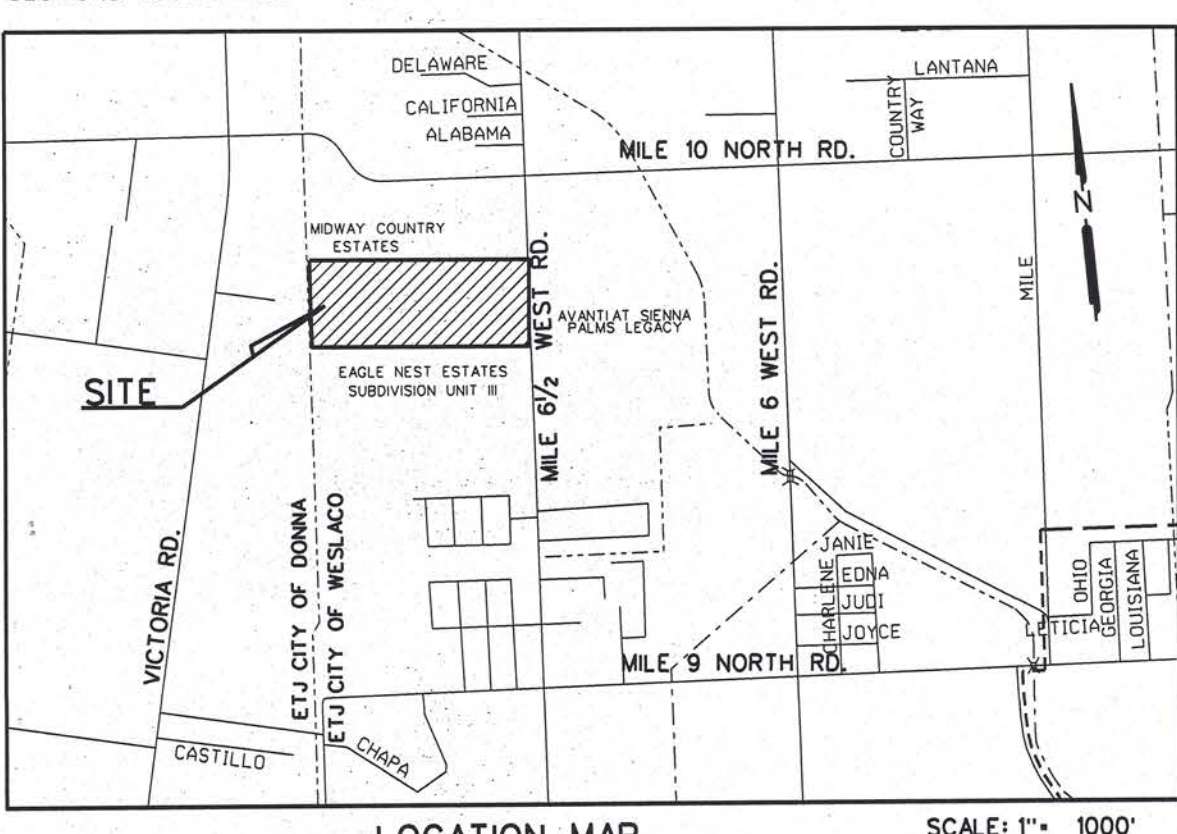 DELAWARE
CALIFORNIA
ALABAMA
LANTANA
COUNTRY
WAY
MILE 10 NORTH RD.
MIDWAY COUNTRY
ESTATES
N
MILE 6½ WEST RD.
AVANTIAT SIENNA
PALMS LEGACY
MILE 6 WEST RD.
MILE
SITE
EAGLE NEST ESTATES
SUBDIVISION UNIT III
VICTORIA RD.
ETJ CITY OF DONNA
ETJ CITY OF WESLACO
JANIE
CHARLENE
EDNA
JUDI
JOYCE
OHIO
GEORGIA
LOUISIANA
LETICIA
MILE 9 NORTH RD.
CASTILLO
CHAPA
LOCATION MAP
SCALE: 1"= 1000'